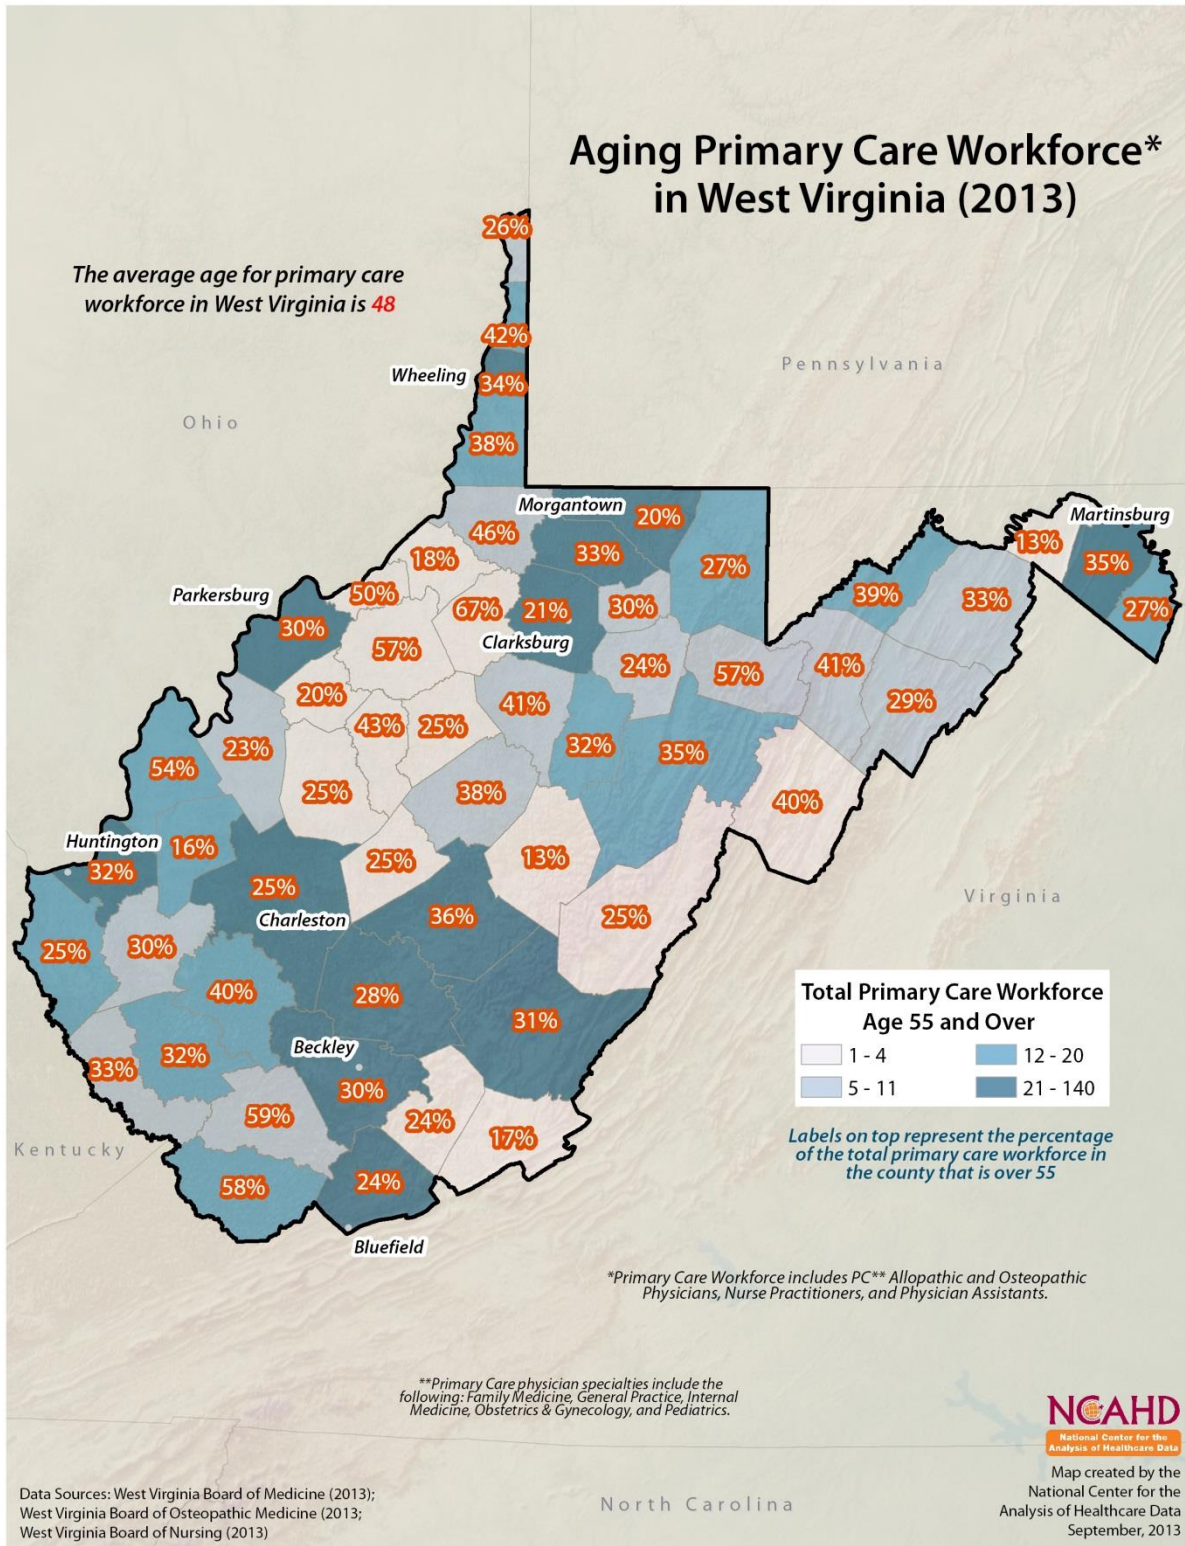 Aging Primary Care Workforce*
in West Virginia (2013)
26%
The average age for primary care
workforce in West Virginia is 48
42%
Pennsylvania
Wheeling
34%
Ohio
38%
Morgantown
20%
Martinsburg
46%
33%
13%
18%
27%
35%
Parkersburg
50%
39%
33%
67%
21%
30%
27%
30%
Clarksburg
57%
24%
57%
41%
20%
29%
41%
43%
25%
23%
32%
35%
54%
25%
38%
40%
Huntington
16%
25%
13%
32%
25%
Virginia
Charleston
36%
25%
25%
30%
40%
28%
31%
Total Primary Care Workforce
Age 55 and Over
1 - 4
12 - 20
5 - 11
21 - 140
Beckley
33%
32%
30%
59%
24%
17%
Labels on top represent the percentage
of the total primary care workforce in
the county that is over 55
Kentucky
58%
24%
Bluefield
*Primary Care Workforce includes PC** Allopathic and Osteopathic
Physicians, Nurse Practitioners, and Physician Assistants.
**Primary Care physician specialties include the
following: Family Medicine, General Practice, Internal
Medicine, Obstetrics & Gynecology, and Pediatrics.
NCAHD
National Center for the
Analysis of Healthcare Data
Map created by the
National Center for the
Analysis of Healthcare Data
September, 2013
North Carolina
Data Sources: West Virginia Board of Medicine (2013);
West Virginia Board of Osteopathic Medicine (2013;
West Virginia Board of Nursing (2013)